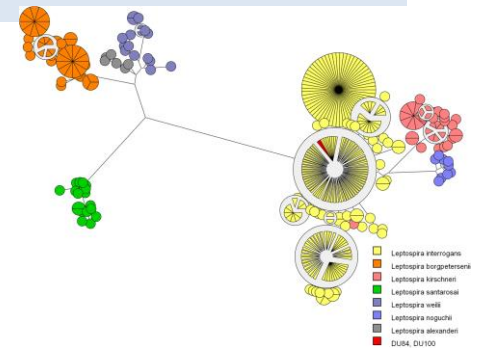 Leptospira interrogans
Leptospira borgpetersenii
Leptospira kirschneri
Leptospira santarosai
Leptospira weilii
Leptospira noguchii
Leptospira alexanderi
DU84, DU100